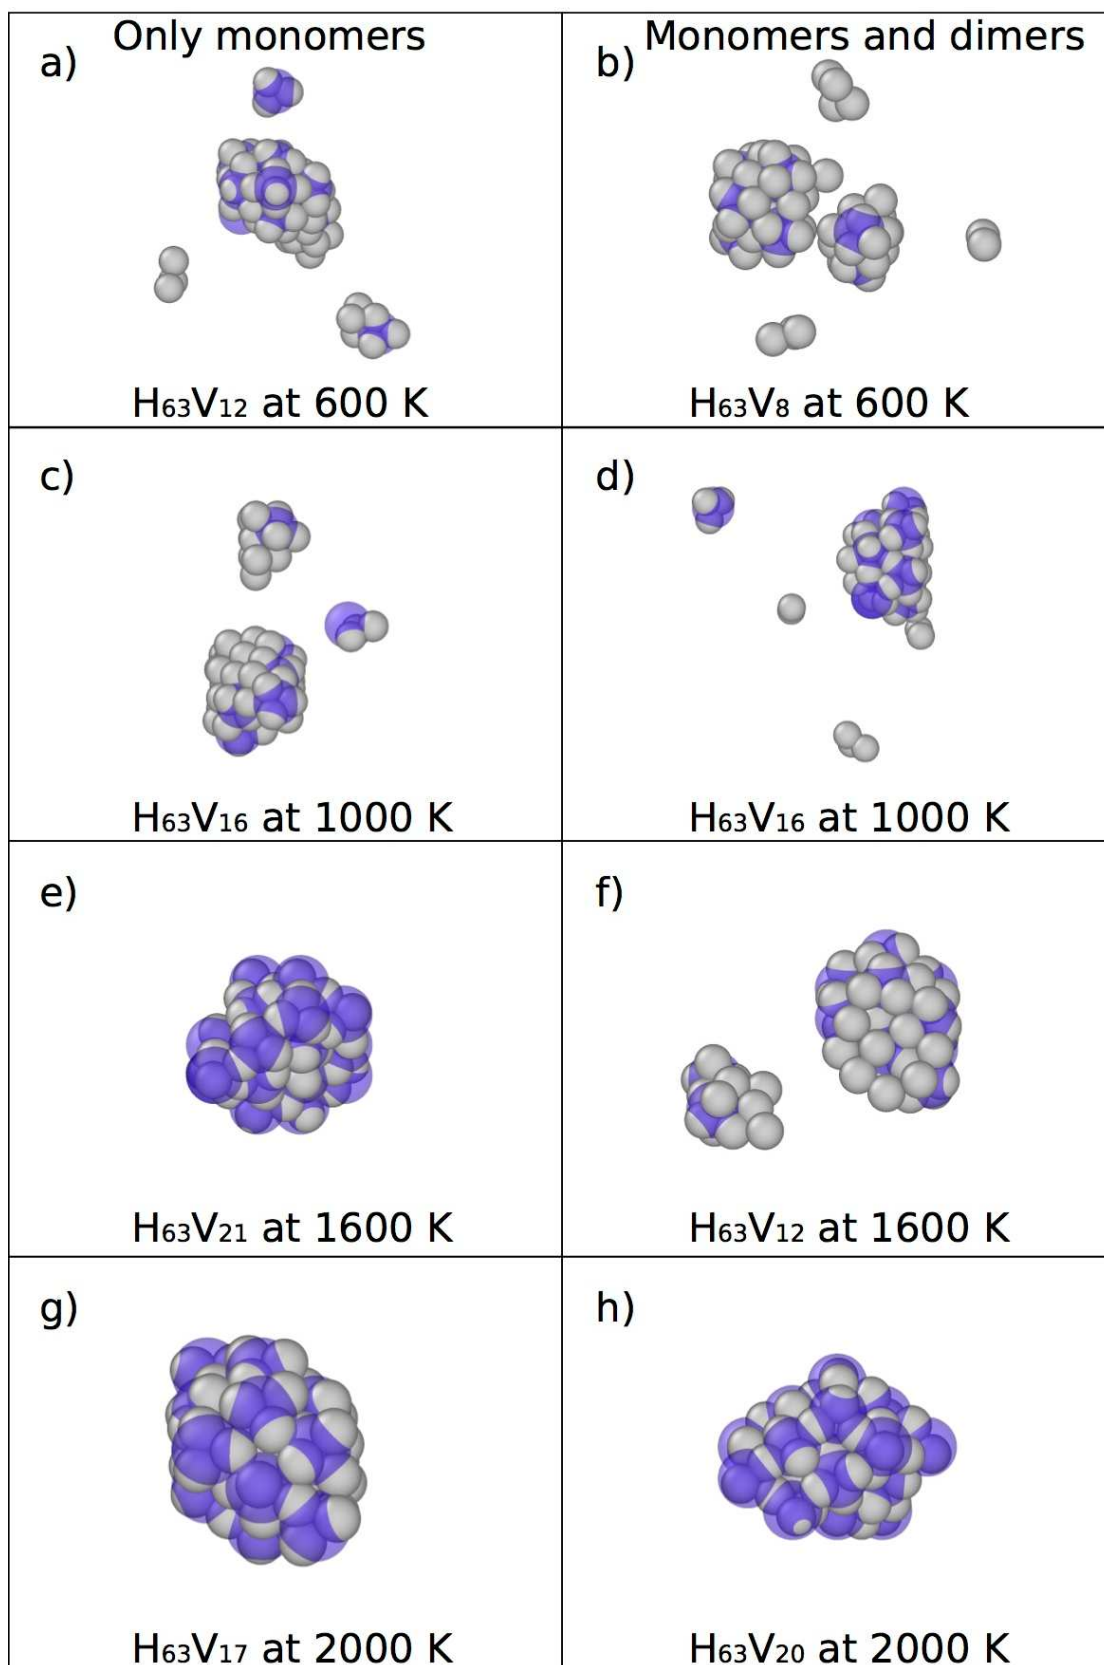 Only monomers
Monomers and dimers
a)
b)
H₆₃V₁₂ at 600 K
H₆₃V₈ at 600 K
c)
d)
H₆₃V₁₆ at 1000 K
H₆₃V₁₆ at 1000 K
e)
f)
H₆₃V₂₁ at 1600 K
H₆₃V₁₂ at 1600 K
g)
h)
H₆₃V₁₇ at 2000 K
H₆₃V₂₀ at 2000 K